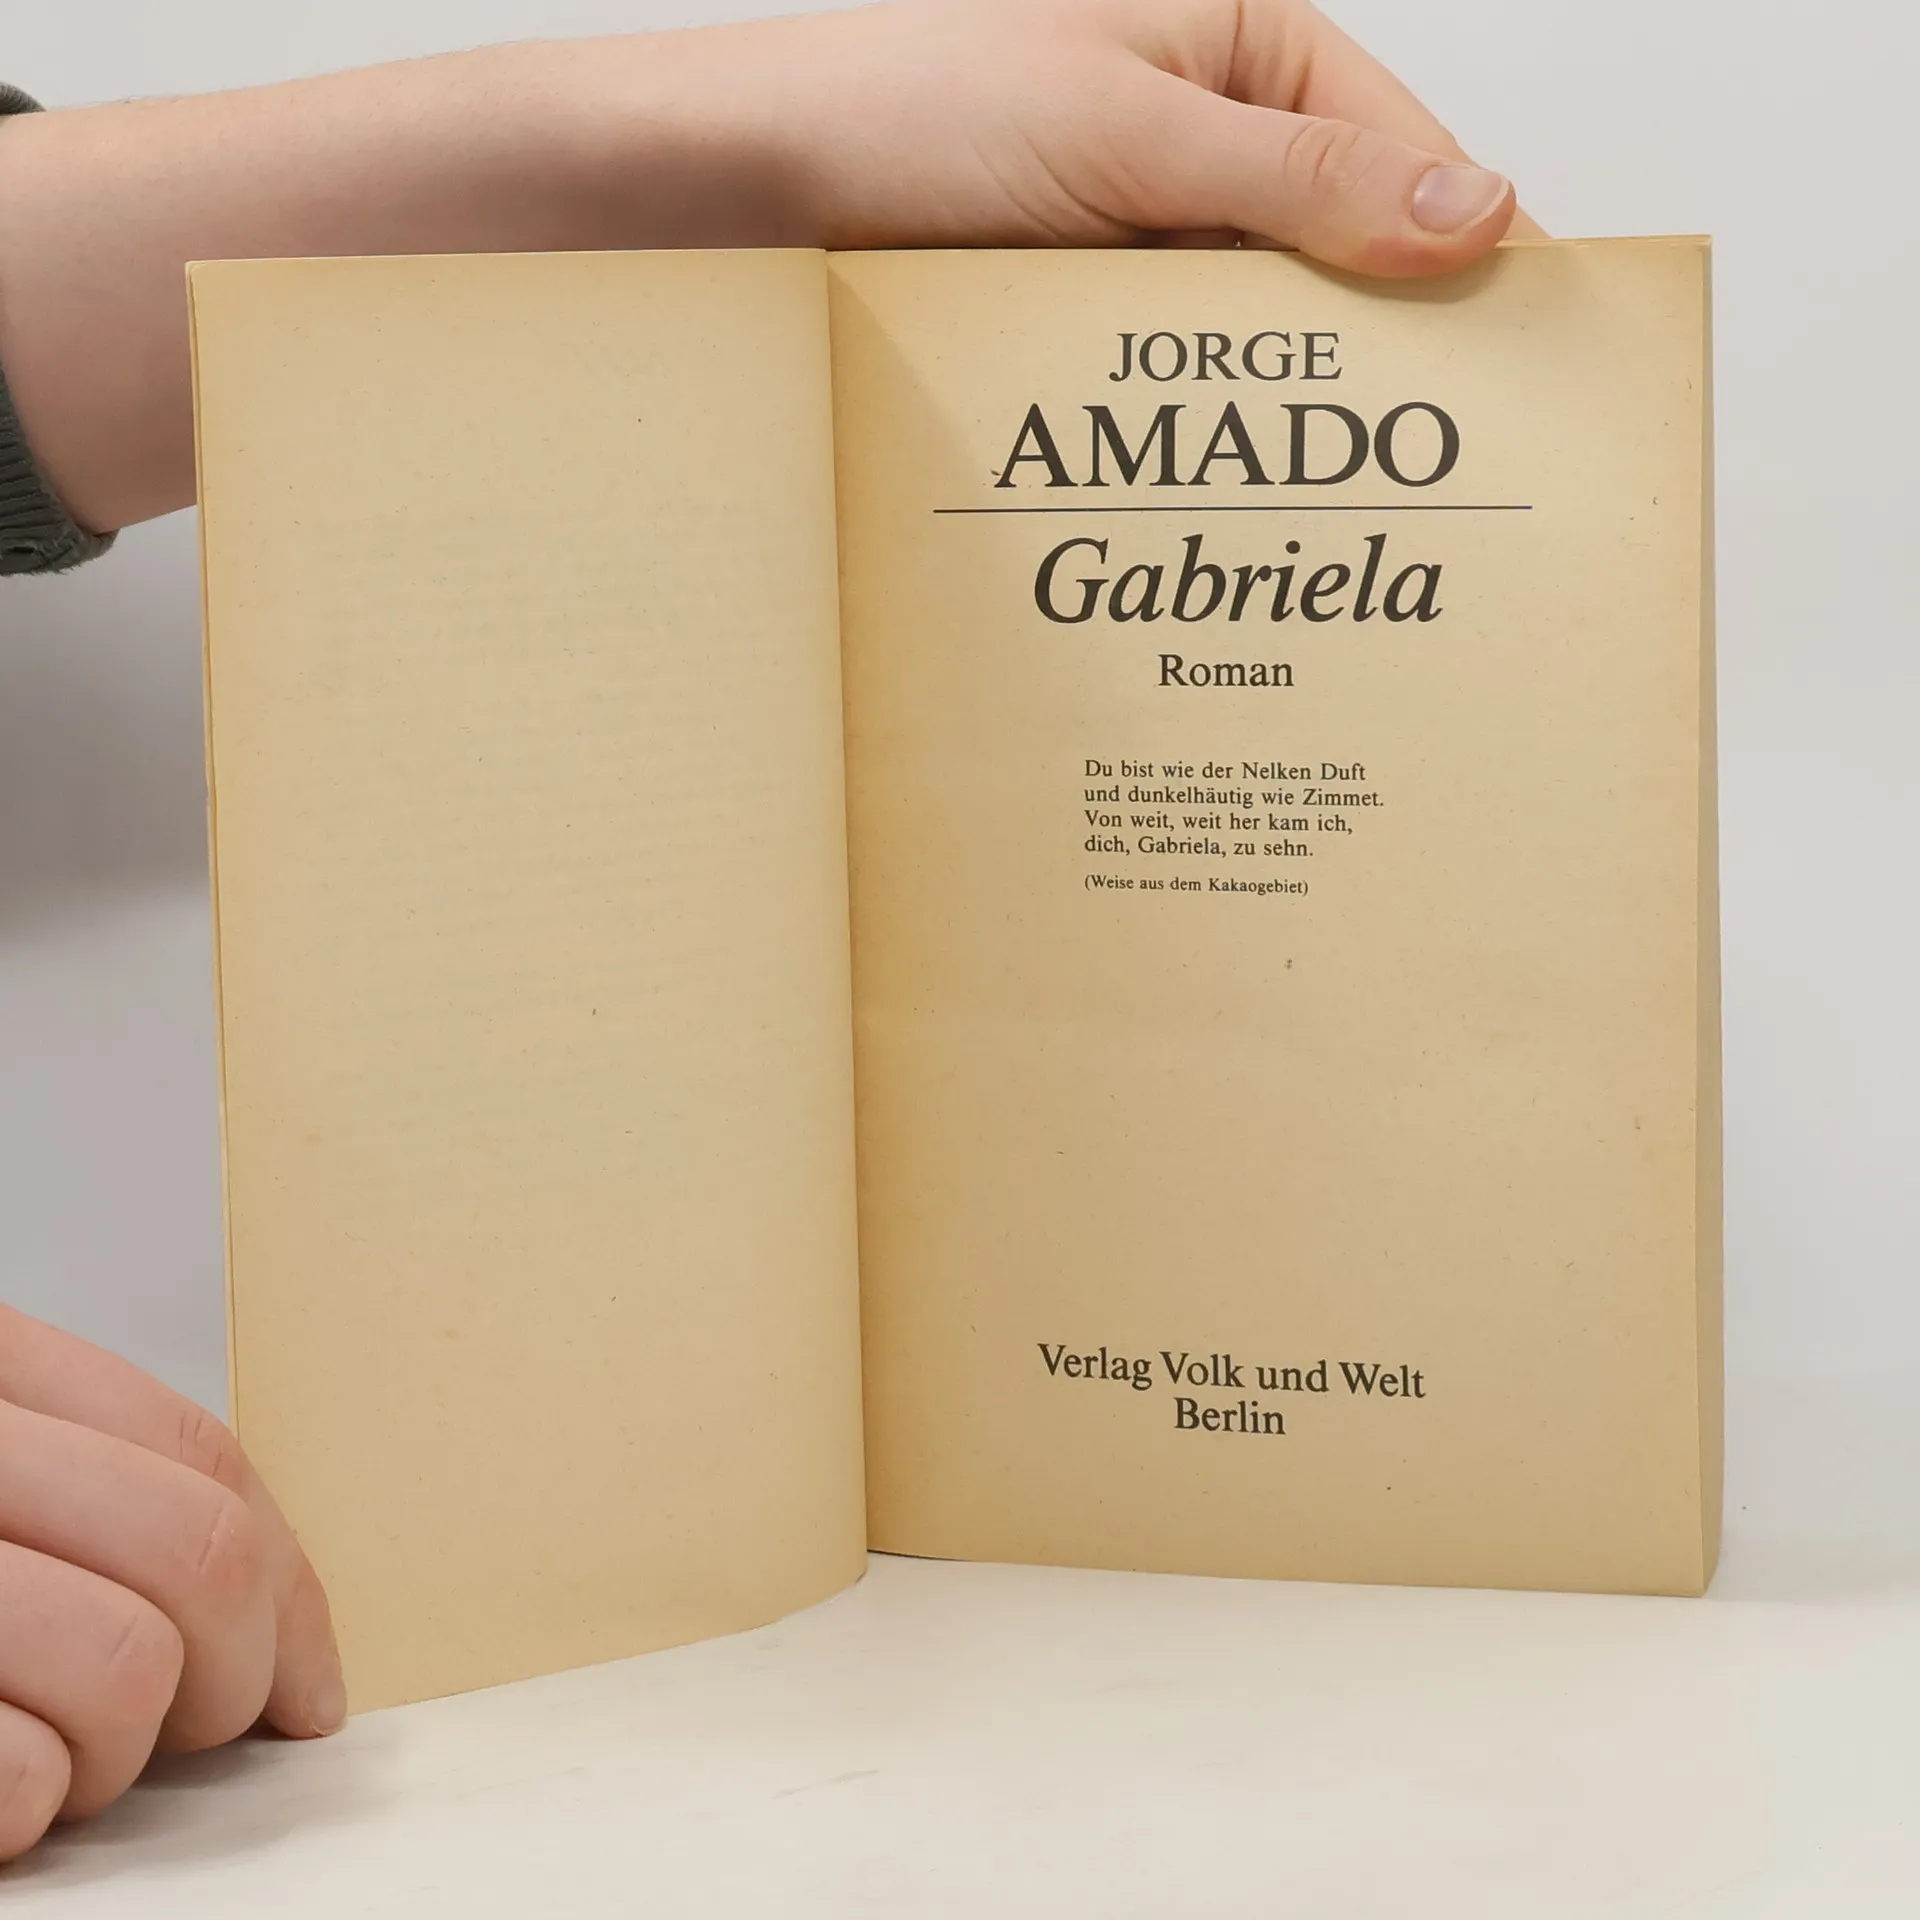 JORGE
AMADO
Gabriela
Roman
Du bist wie der Nelken Duft
und dunkelhäutig wie Zimmet.
Von weit, weit her kam ich,
dich, Gabriela, zu sehn.
(Weise aus dem Kakaogebiet)
Verlag Volk und Welt
Berlin